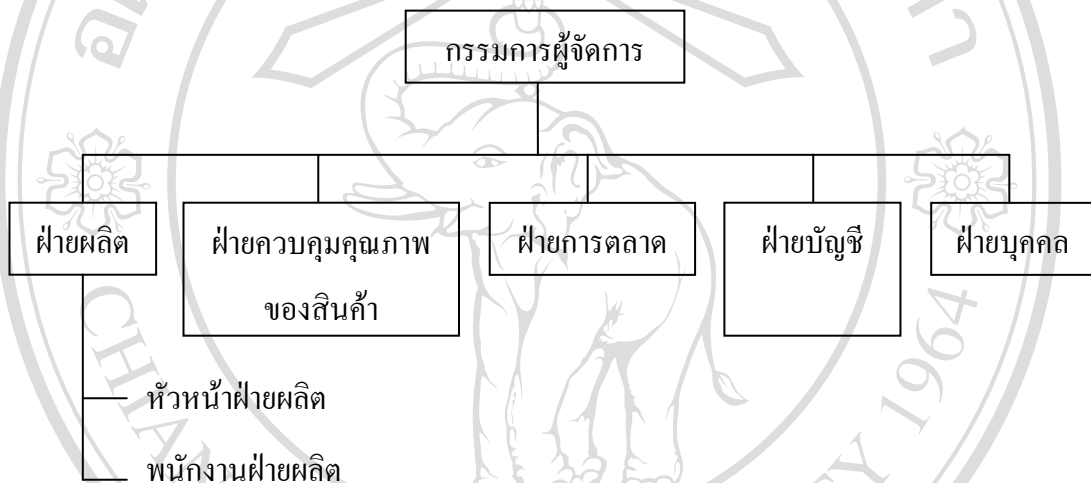 กรรมการผู้จัดการ
ฝ่ายผลิต
ฝ่ายควบคุมคุณภาพ
ของสินค้า
ฝ่ายการตลาด
ฝ่ายบัญชี
ฝ่ายบุคคล
หัวหน้าฝ่ายผลิต
พนักงานฝ่ายผลิต
1964